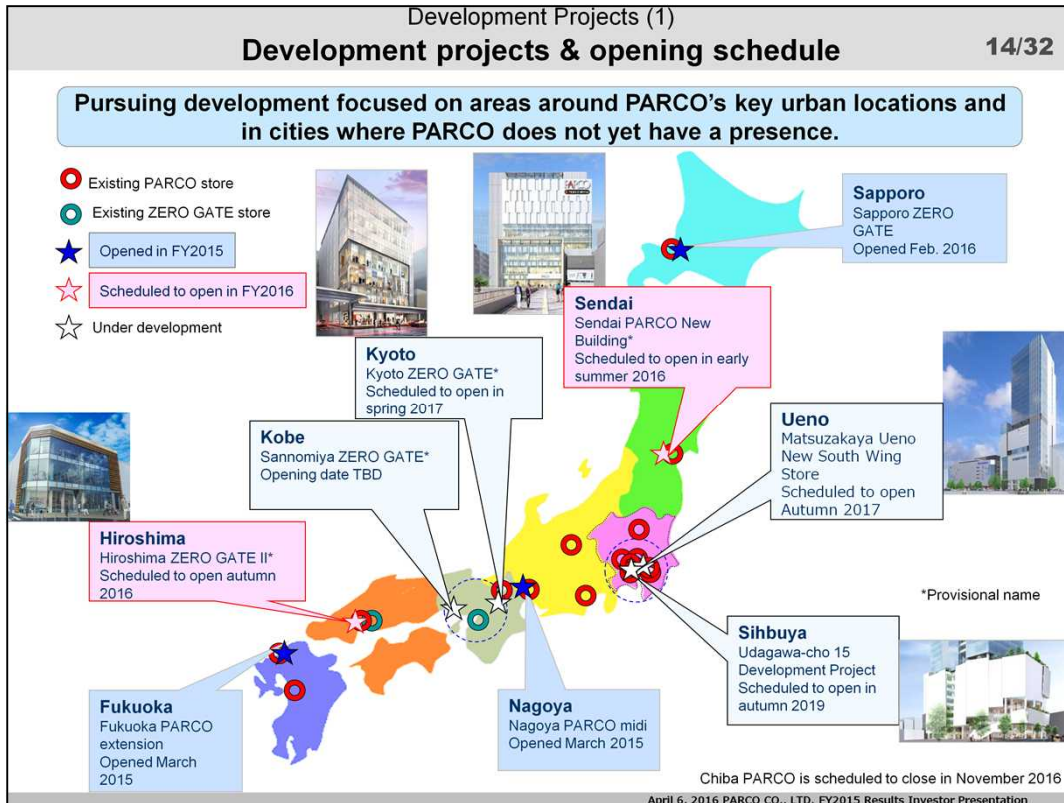 Development Projects (1)
Development projects & opening schedule
14/32
Pursuing development focused on areas around PARCO's key urban locations and
in cities where PARCO does not yet have a presence.
Existing PARCO store
Existing ZERO GATE store
Opened in FY2015
Scheduled to open in FY2016
Under development
PARCO
Sapporo
Sapporo ZERO
GATE
Opened Feb. 2016
Sendai
Sendai PARCO New
Building*
Scheduled to open in early
summer 2016
Kyoto
Kyoto ZERO GATE*
Scheduled to open in
spring 2017
Ueno
Matsuzakaya Ueno
New South Wing
Store
Scheduled to open
Autumn 2017
Kobe
Sannomiya ZERO GATE*
Opening date TBD
Hiroshima
Hiroshima ZERO GATE II*
Scheduled to open autumn
2016
*Provisional name
Sihbuya
Udagawa-cho 15
Development Project
Scheduled to open in
autumn 2019
Fukuoka
Fukuoka PARCO
extension
Opened March
2015
Nagoya
Nagoya PARCO midi
Opened March 2015
Chiba PARCO is scheduled to close in November 2016
April 6, 2016 PARCO CO., LTD. FY2015 Results Investor Presentation